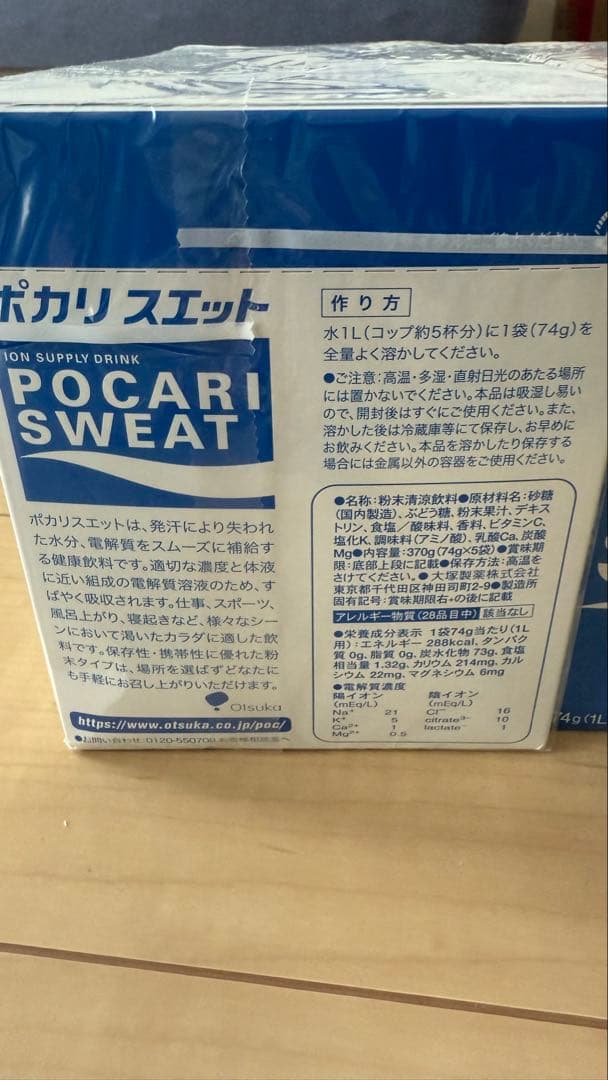 ポカリスエット
ION SUPPLY DRINK
POCARI
SWEAT
ポカリスエットは、発汗により失われ
た水分、電解質をスムーズに補給す
る健康飲料です。適切な濃度と体液
に近い組成の電解質溶液のため、す
ばやく吸収されます。仕事、スポーツ、
風呂上がり、寝起きなど、様々なシー
ンにおいて渇いたカラダに適した飲
料です。保存性・携帯性に優れた粉
末タイプは、場所を選ばずどなたに
も手軽にお召し上がりいただけます。
Otsuka
https://www.otsuka.co.jp/poc/
●お問い合わせ 0120-550708 お客様相談室へ
作り方
水1L(コップ約5杯分)に1袋(74g)を
全量よく溶かしてください。
●ご注意:高温・多湿・直射日光のあたる場所
には置かないでください。本品は吸湿し易い
ので、開封後はすぐにご使用ください。また、
溶かした後は冷蔵庫等にて保存し、お早めに
お飲みください。本品を溶かしたり保存する
場合には金属以外の容器をご使用ください。
●名称:粉末清涼飲料●原材料名:砂糖
(国内製造)、ぶどう糖、粉末果汁、デキス
トリン、食塩/酸味料、香料、ビタミンC、
塩化K、調味料(アミノ酸)、乳酸Ca、炭酸
Mg●内容量:370g(74g×5袋)●賞味期
限:底部上段に記載●保存方法:高温を
さけてください。●大塚製薬株式会社
東京都千代田区神田司町2-9●製造所
固有記号:賞味期限右+の後に記載
アレルギー物質(28品目中) 該当なし
●栄養成分表示 1袋74g当たり(1L
用):エネルギー 288kcal、タンパク
質 0g、脂質 0g、炭水化物 73g、食塩
相当量 1.32g、カリウム 214mg、カル
シウム 22mg、マグネシウム 6mg
●電解質濃度
陽イオン 陰イオン
(mEq/L) (mEq/L)
Na⁺ 21 Cl⁻ 16
K⁺ 5 citrate³⁻ 10
Ca²⁺ 1 lactate⁻ 1
Mg²⁺ 0.5
74g(1L